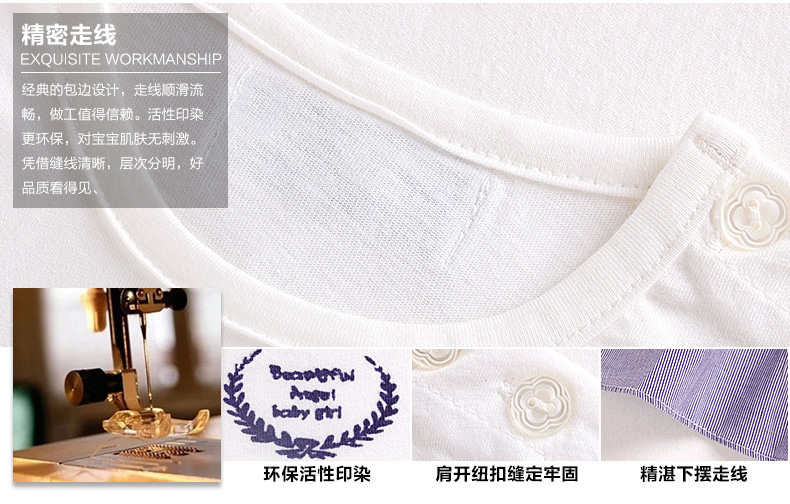 精密走线
EXQUISITE WORKMANSHIP
经典的包边设计，走线顺滑流
畅，做工值得信赖。活性印染
更环保，对宝宝肌肤无刺激。
凭借缝线清晰，层次分明，好
品质看得见、
Beautiful
Angel
baby girl
环保活性印染
肩开纽扣缝定牢固
精湛下摆走线